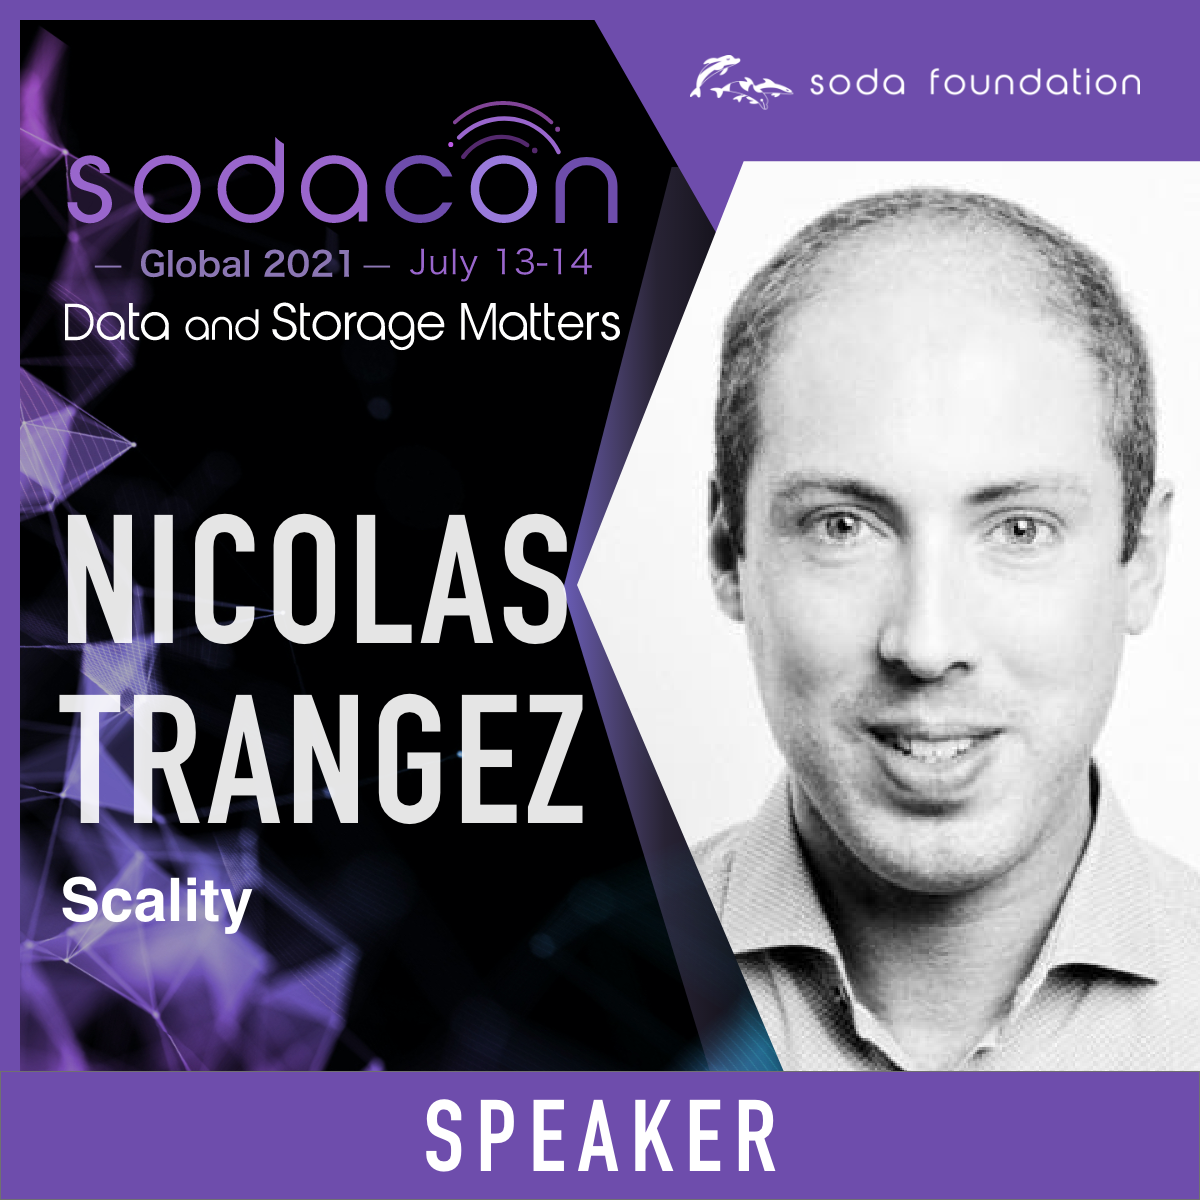 soda foundation
sodacon
— Global 2021 — July 13-14
Data and Storage Matters
NICOLAS
TRANGEZ
Scality
SPEAKER